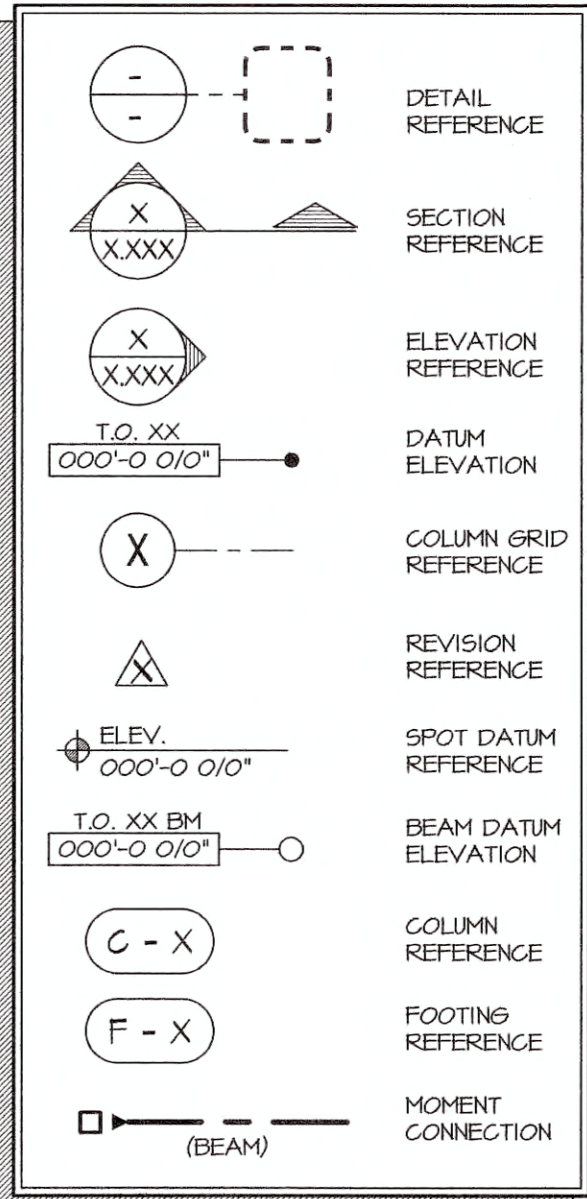 -
-
DETAIL
REFERENCE
X
X.XXX
SECTION
REFERENCE
X
X.XXX
ELEVATION
REFERENCE
T.O. XX
000'-0 0/0"
DATUM
ELEVATION
X
COLUMN GRID
REFERENCE
X
REVISION
REFERENCE
ELEV.
000'-0 0/0"
SPOT DATUM
REFERENCE
T.O. XX BM
000'-0 0/0"
BEAM DATUM
ELEVATION
C - X
COLUMN
REFERENCE
F - X
FOOTING
REFERENCE
(BEAM)
MOMENT
CONNECTION